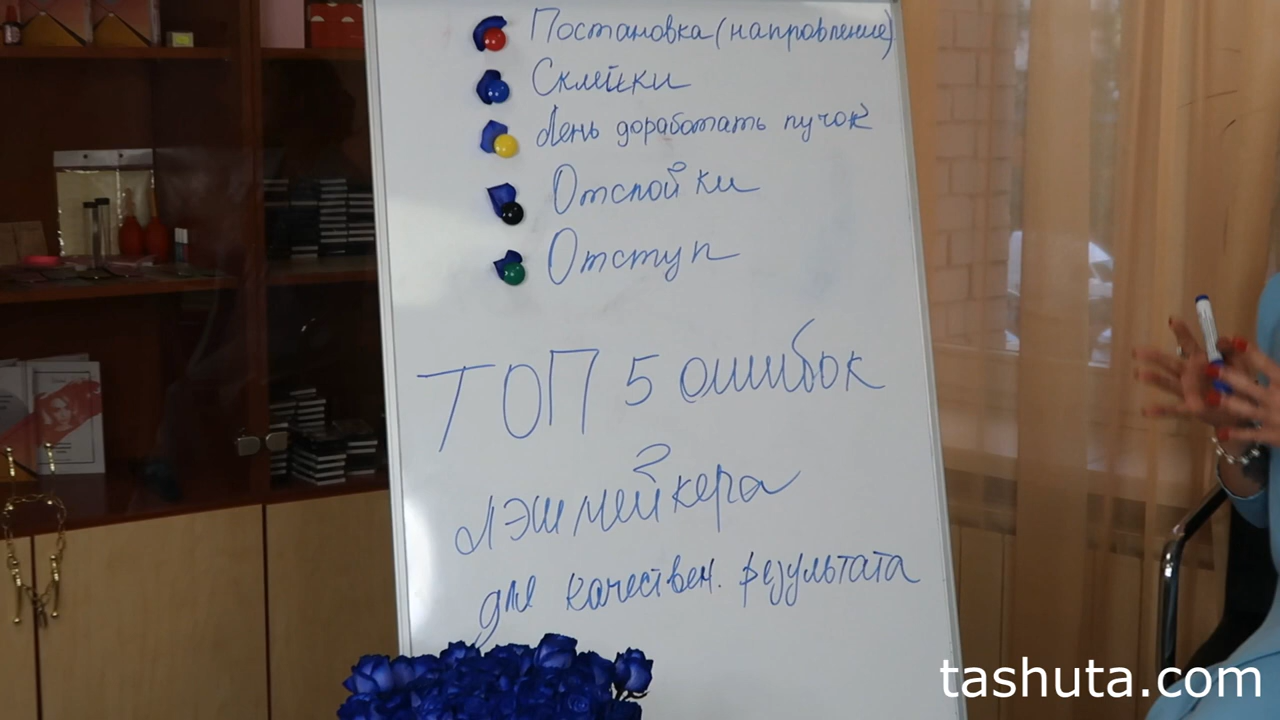 Постановка (направление)
Склейки
Лень доработать пучок
Отслойки
Отступ
ТОП 5 ошибок
лэшмейкера
для качествен. результата
tashuta.com